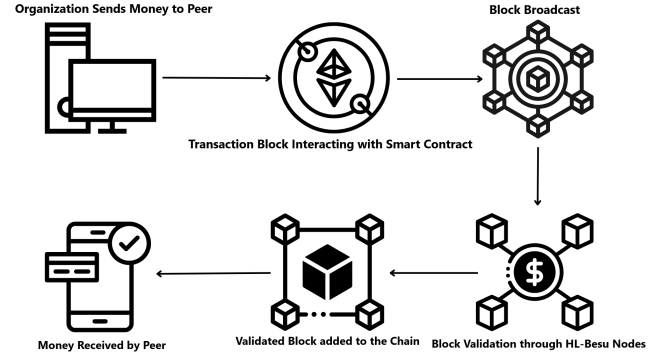 Organization Sends Money to Peer
Block Broadcast
Transaction Block Interacting with Smart Contract
Money Received by Peer
Validated Block added to the Chain
Block Validation through HL-Besu Nodes
$